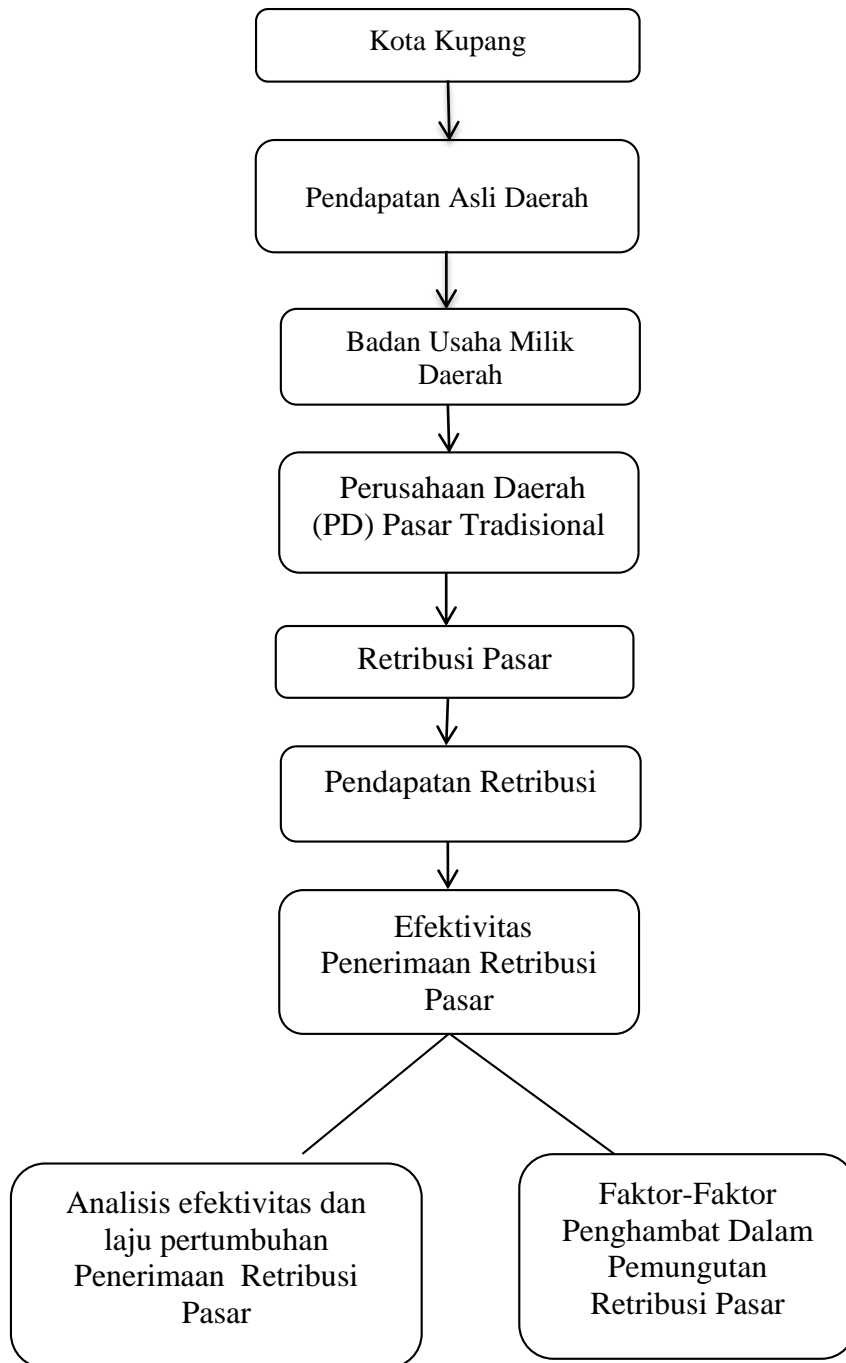 Kota Kupang
Pendapatan Asli Daerah
Badan Usaha Milik
Daerah
Perusahaan Daerah
(PD) Pasar Tradisional
Retribusi Pasar
Pendapatan Retribusi
Efektivitas
Penerimaan Retribusi
Pasar
Analisis efektivitas dan
laju pertumbuhan
Penerimaan Retribusi
Pasar
Faktor-Faktor
Penghambat Dalam
Pemungutan
Retribusi Pasar